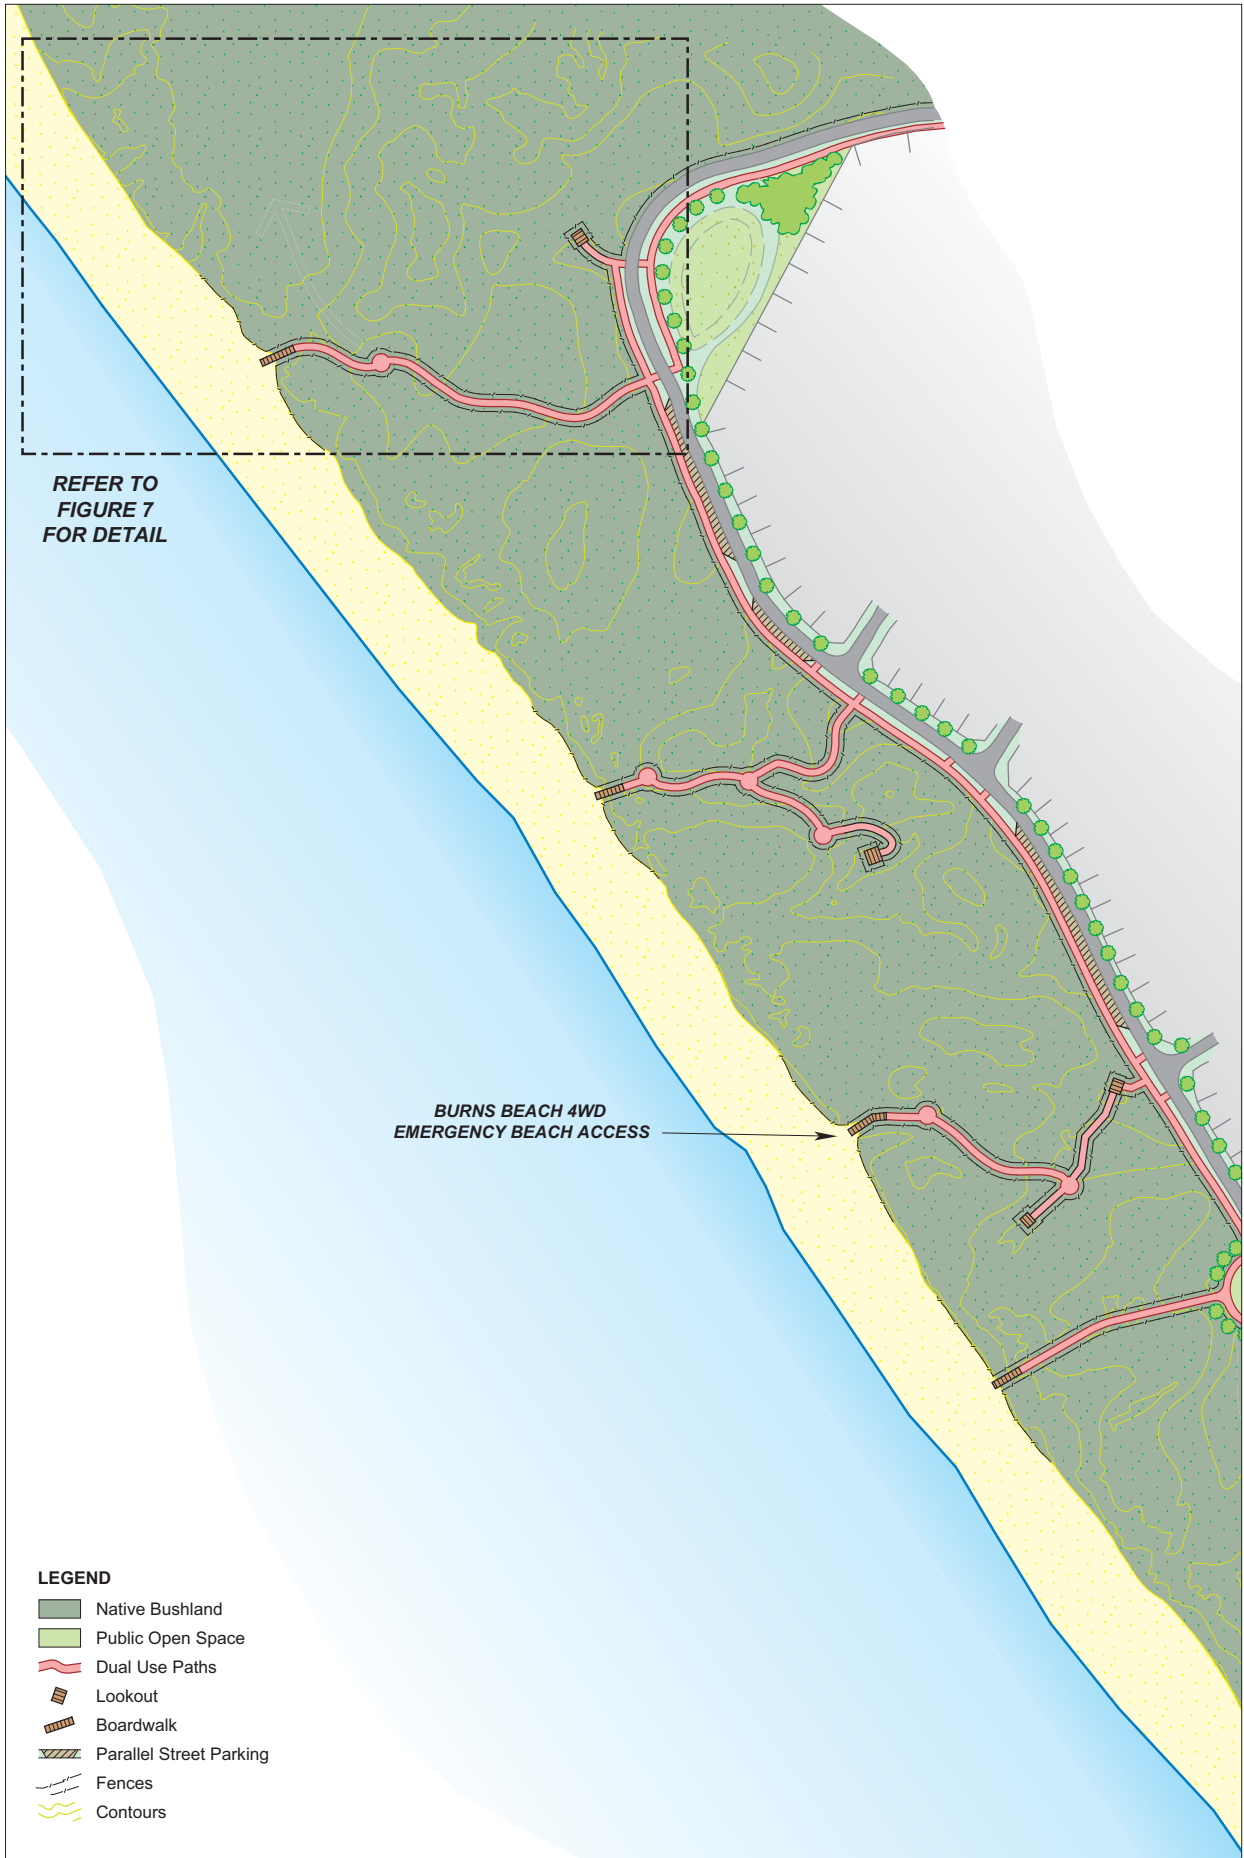 REFER TO
FIGURE 7
FOR DETAIL
BURNS BEACH 4WD
EMERGENCY BEACH ACCESS
LEGEND
Native Bushland
Public Open Space
Dual Use Paths
Lookout
Boardwalk
Parallel Street Parking
Fences
Contours